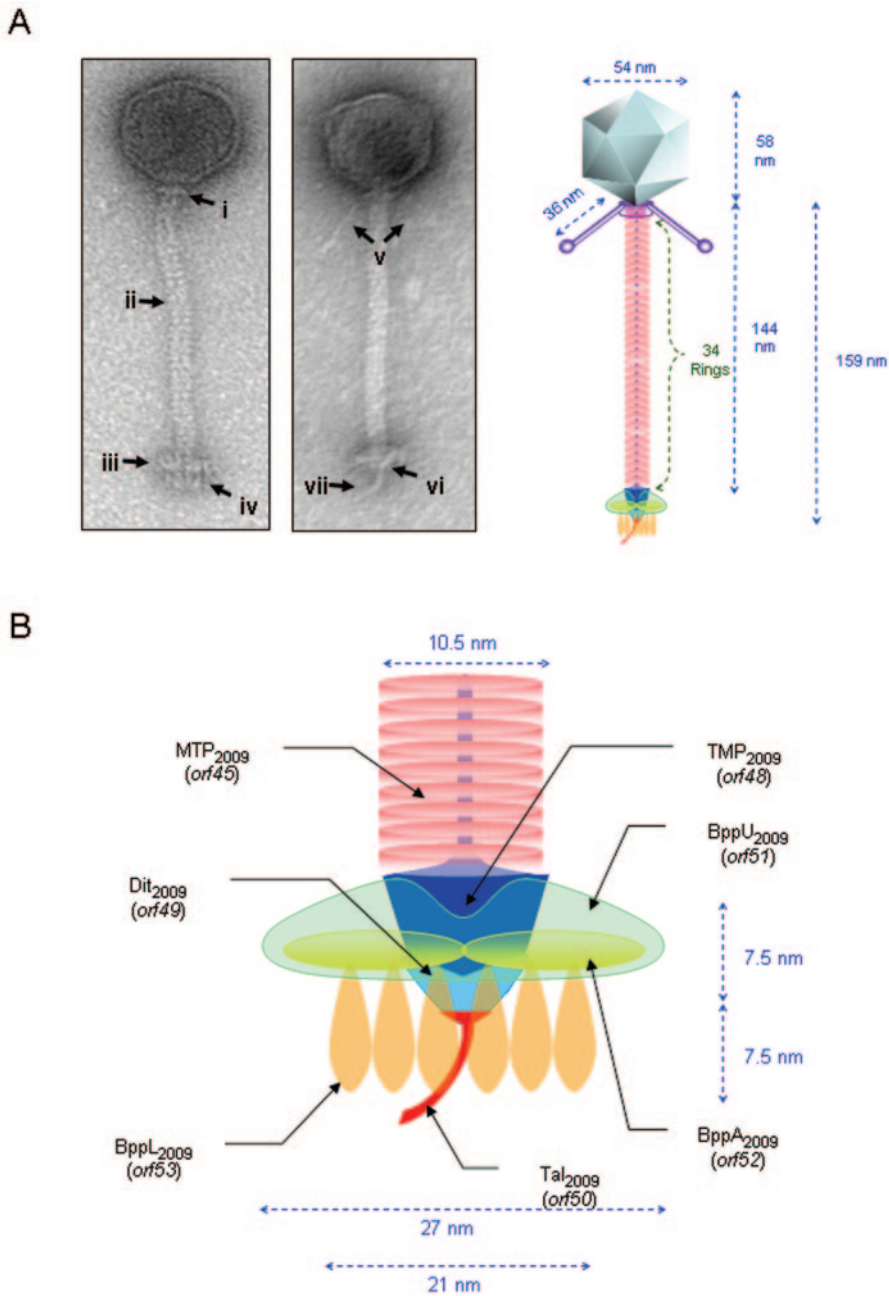 A
i
ii
iii
iv
v
vi
vii
54 nm
58
nm
36 nm
144
nm
34
Rings
159 nm
B
10.5 nm
MTP2009
(orf45)
TMP2009
(orf48)
BppU2009
(orf51)
Dit2009
(orf49)
7.5 nm
7.5 nm
BppL2009
(orf53)
Tal2009
(orf50)
BppA2009
(orf52)
27 nm
21 nm